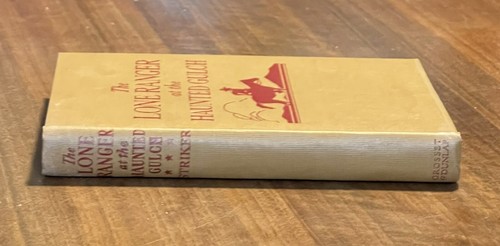 The
LONE RANGER
at the
HAUNTED GULCH
The
LONE
RANGER
at the
HAUNTED
GULCH
STRIKER
GROSSET
& DUNLAP